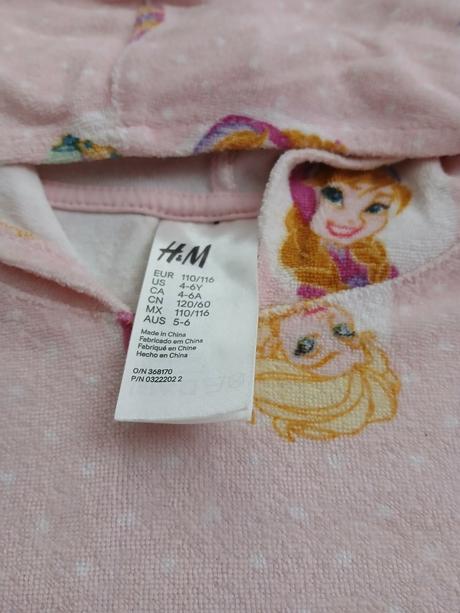 H&M
EUR 110/116
US 4-6Y
CA 4-6A
CN 120/60
MX 110/116
AUS 5-6
Made in China
Fabricado em China
Fabriqué en Chine
Hecho en China
O/N 368170
P/N 0322202 2